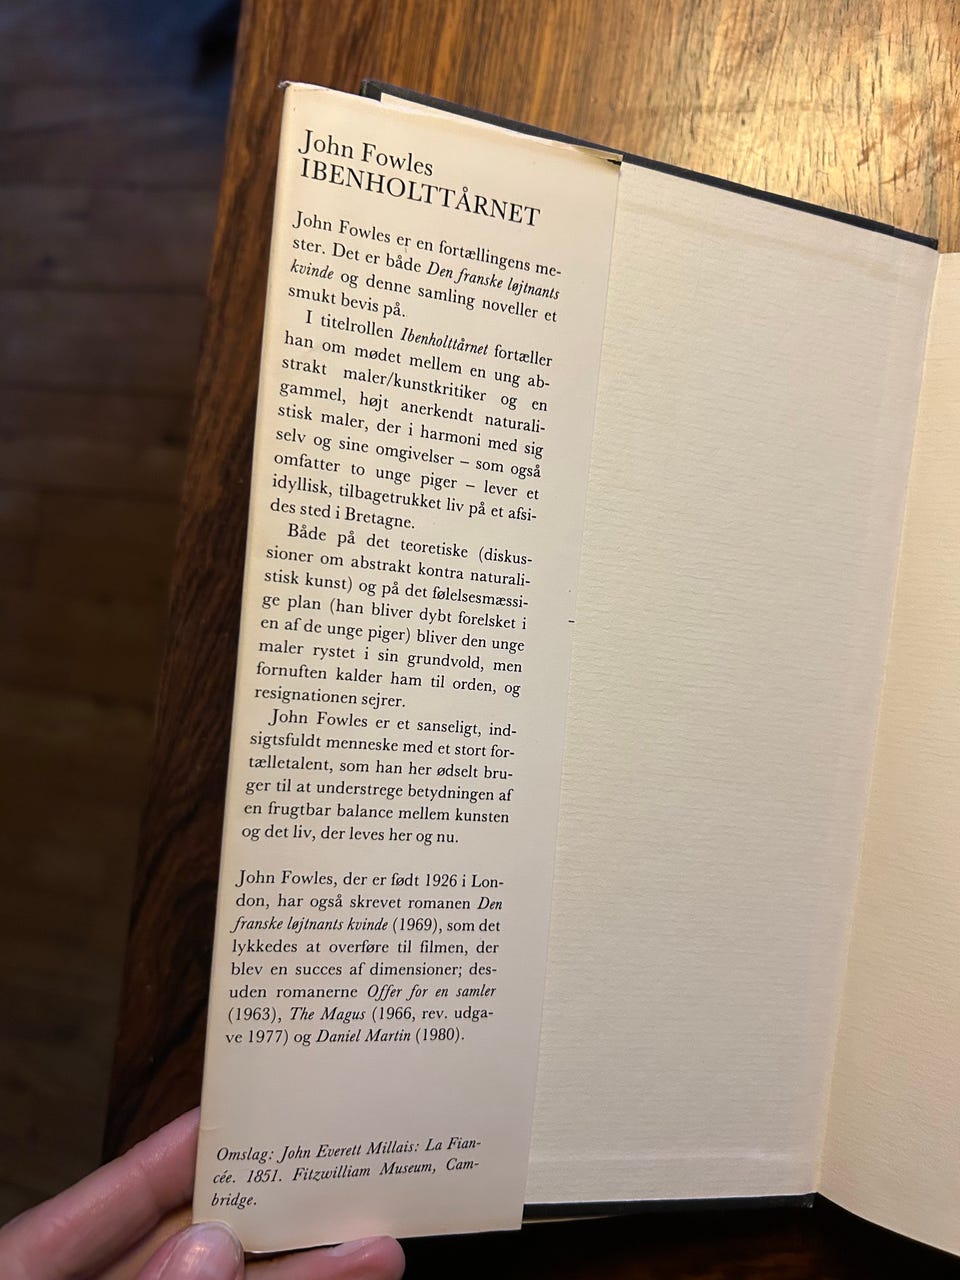 John Fowles
IBENHOLTTÅRNET
John Fowles er en fortællingens me-
ster. Det er både Den franske løjtnants
kvinde og denne samling noveller et
smukt bevis på.
I titelrollen Ibenholttårnet fortæller
han om mødet mellem en ung ab-
strakt maler/kunstkritiker og en
gammel, højt anerkendt naturali-
stisk maler, der i harmoni med sig
selv og sine omgivelser – som også
omfatter to unge piger – lever et
idyllisk, tilbagetrukket liv på et afsi-
des sted i Bretagne.
Både på det teoretiske (diskus-
sioner om abstrakt kontra naturali-
stisk kunst) og på det følelsesmæssi-
ge plan (han bliver dybt forelsket i
en af de unge piger) bliver den unge
maler rystet i sin grundvold, men
fornuften kalder ham til orden, og
resignationen sejrer.
John Fowles er et sanseligt, ind-
sigtsfuldt menneske med et stort for-
tælletalent, som han her ødselt bru-
ger til at understrege betydningen af
en frugtbar balance mellem kunsten
og det liv, der leves her og nu.
John Fowles, der er født 1926 i Lon-
don, har også skrevet romanen Den
franske løjtnants kvinde (1969), som det
lykkedes at overføre til filmen, der
blev en succes af dimensioner; des-
uden romanerne Offer for en samler
(1963), The Magus (1966, rev. udga-
ve 1977) og Daniel Martin (1980).
Omslag: John Everett Millais: La Fian-
cée. 1851. Fitzwilliam Museum, Cam-
bridge.